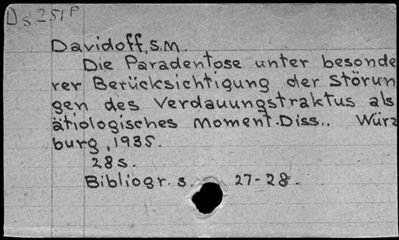 Ds 251P
Davidoff, S.M.
Die Paradentose unter besonde
rer Berücksichtigung der Störun
gen des Verdauungstraktus als
ätiologisches Moment. Diss.. Würz
burg, 1935.
28 s.
Bibliogr. s. 27-28.